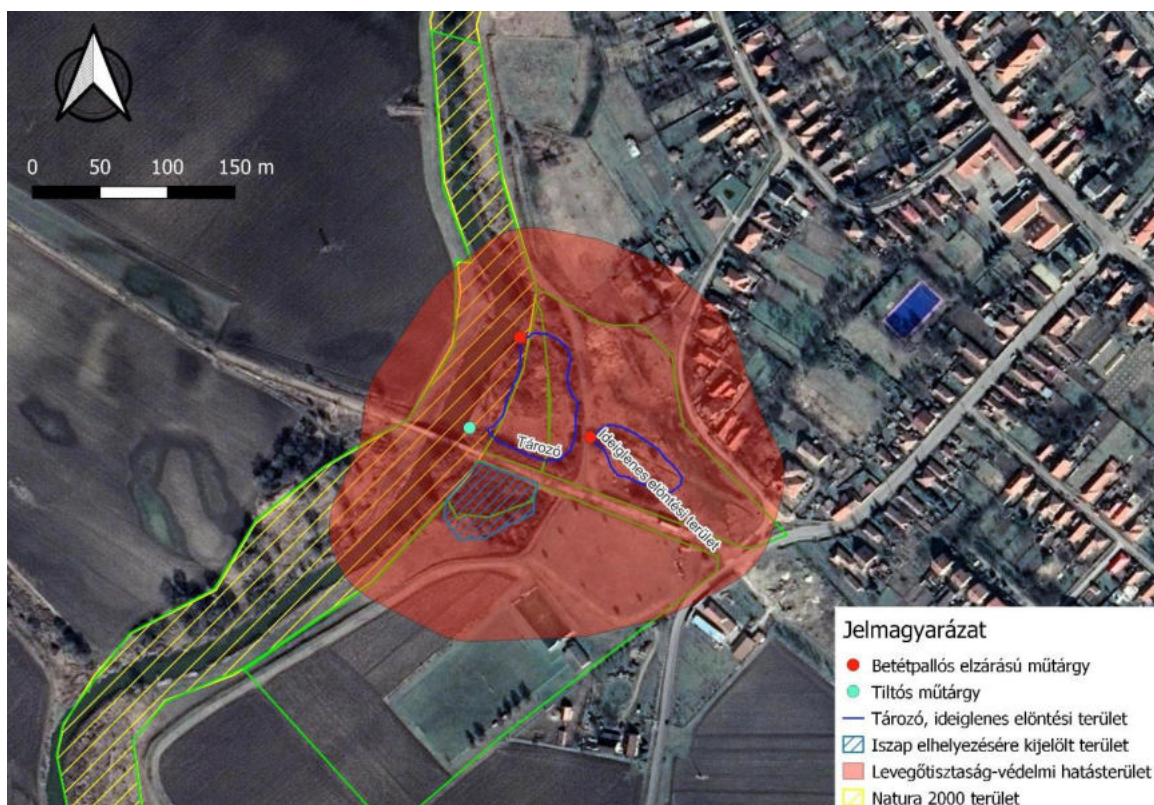 0 50 100 150 m
Tározó
Ideiglenes elöntési terület
Jelmagyarázat
Betétpallós elzárású műtárgy
Tiltós műtárgy
Tározó, ideiglenes elöntési terület
Iszap elhelyezésére kijelölt terület
Levegőtisztaság-védelmi hatásterület
Natura 2000 terület